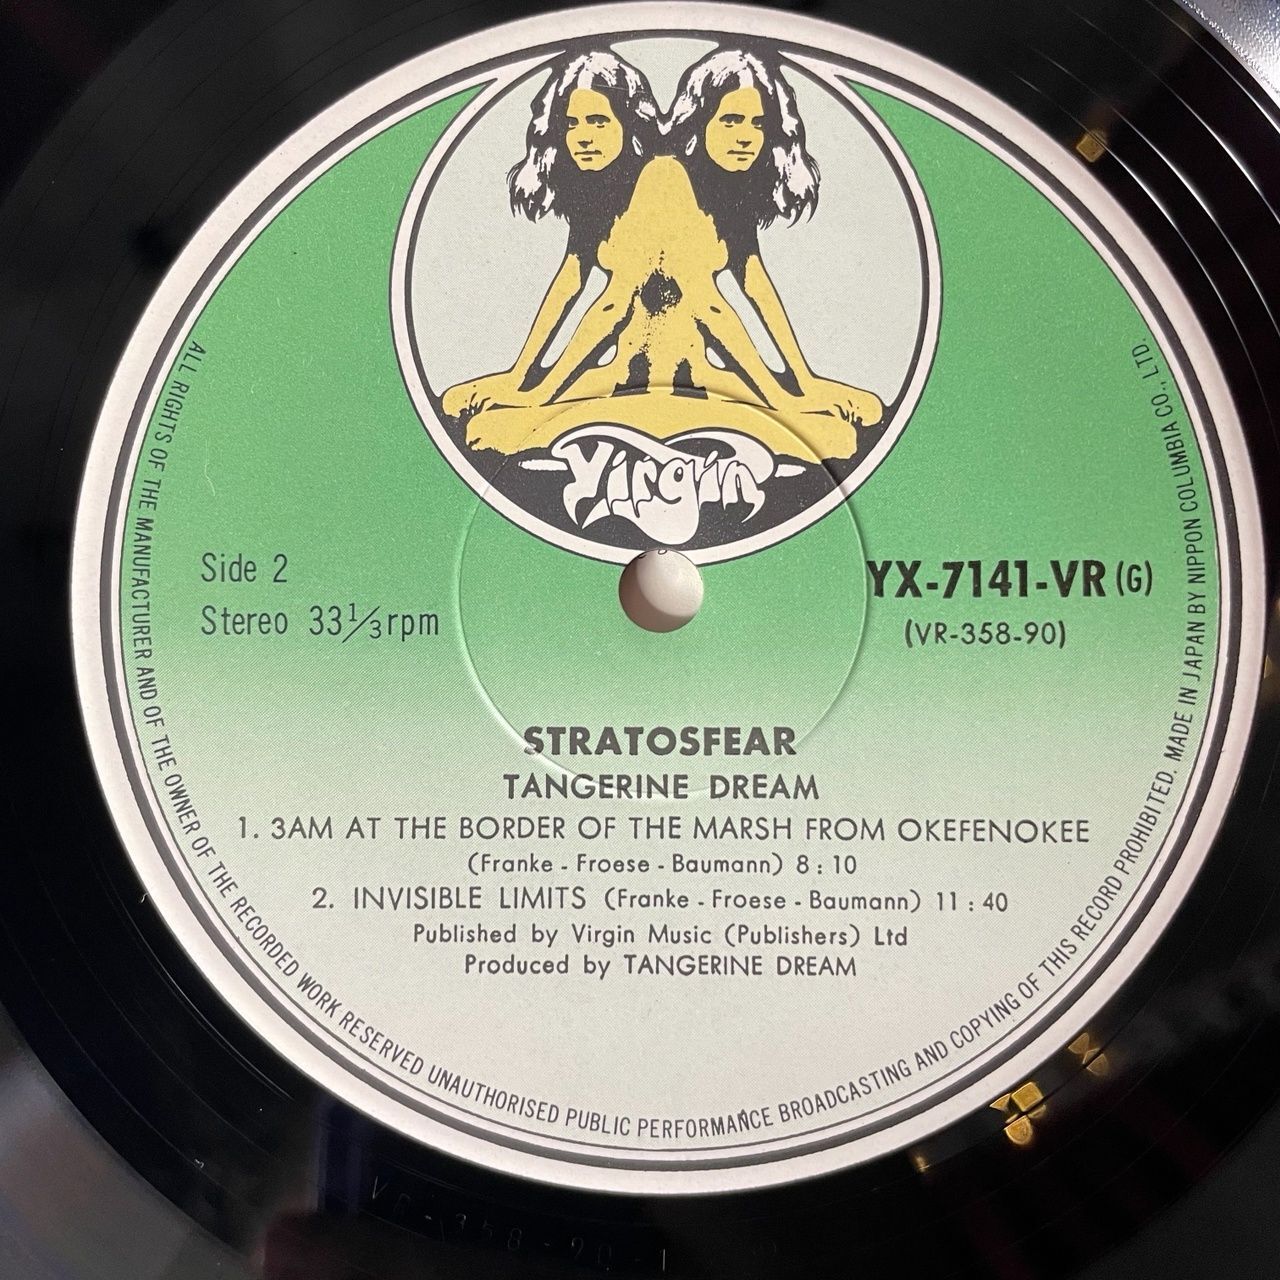 Virgin
Side 2
Stereo 33⅓rpm
YX-7141-VR (G)
(VR-358-90)
STRATOSFEAR
TANGERINE DREAM
1. 3AM AT THE BORDER OF THE MARSH FROM OKEFENOKEE
(Franke - Froese - Baumann) 8 : 10
2. INVISIBLE LIMITS (Franke - Froese - Baumann) 11 : 40
Published by Virgin Music (Publishers) Ltd
Produced by TANGERINE DREAM
ALL RIGHTS OF THE MANUFACTURER AND OF THE OWNER OF THE RECORDED WORK RESERVED UNAUTHORISED PUBLIC PERFORMANCE BROADCASTING AND COPYING OF THIS RECORD PROHIBITED. MADE IN JAPAN BY NIPPON COLUMBIA CO., LTD.